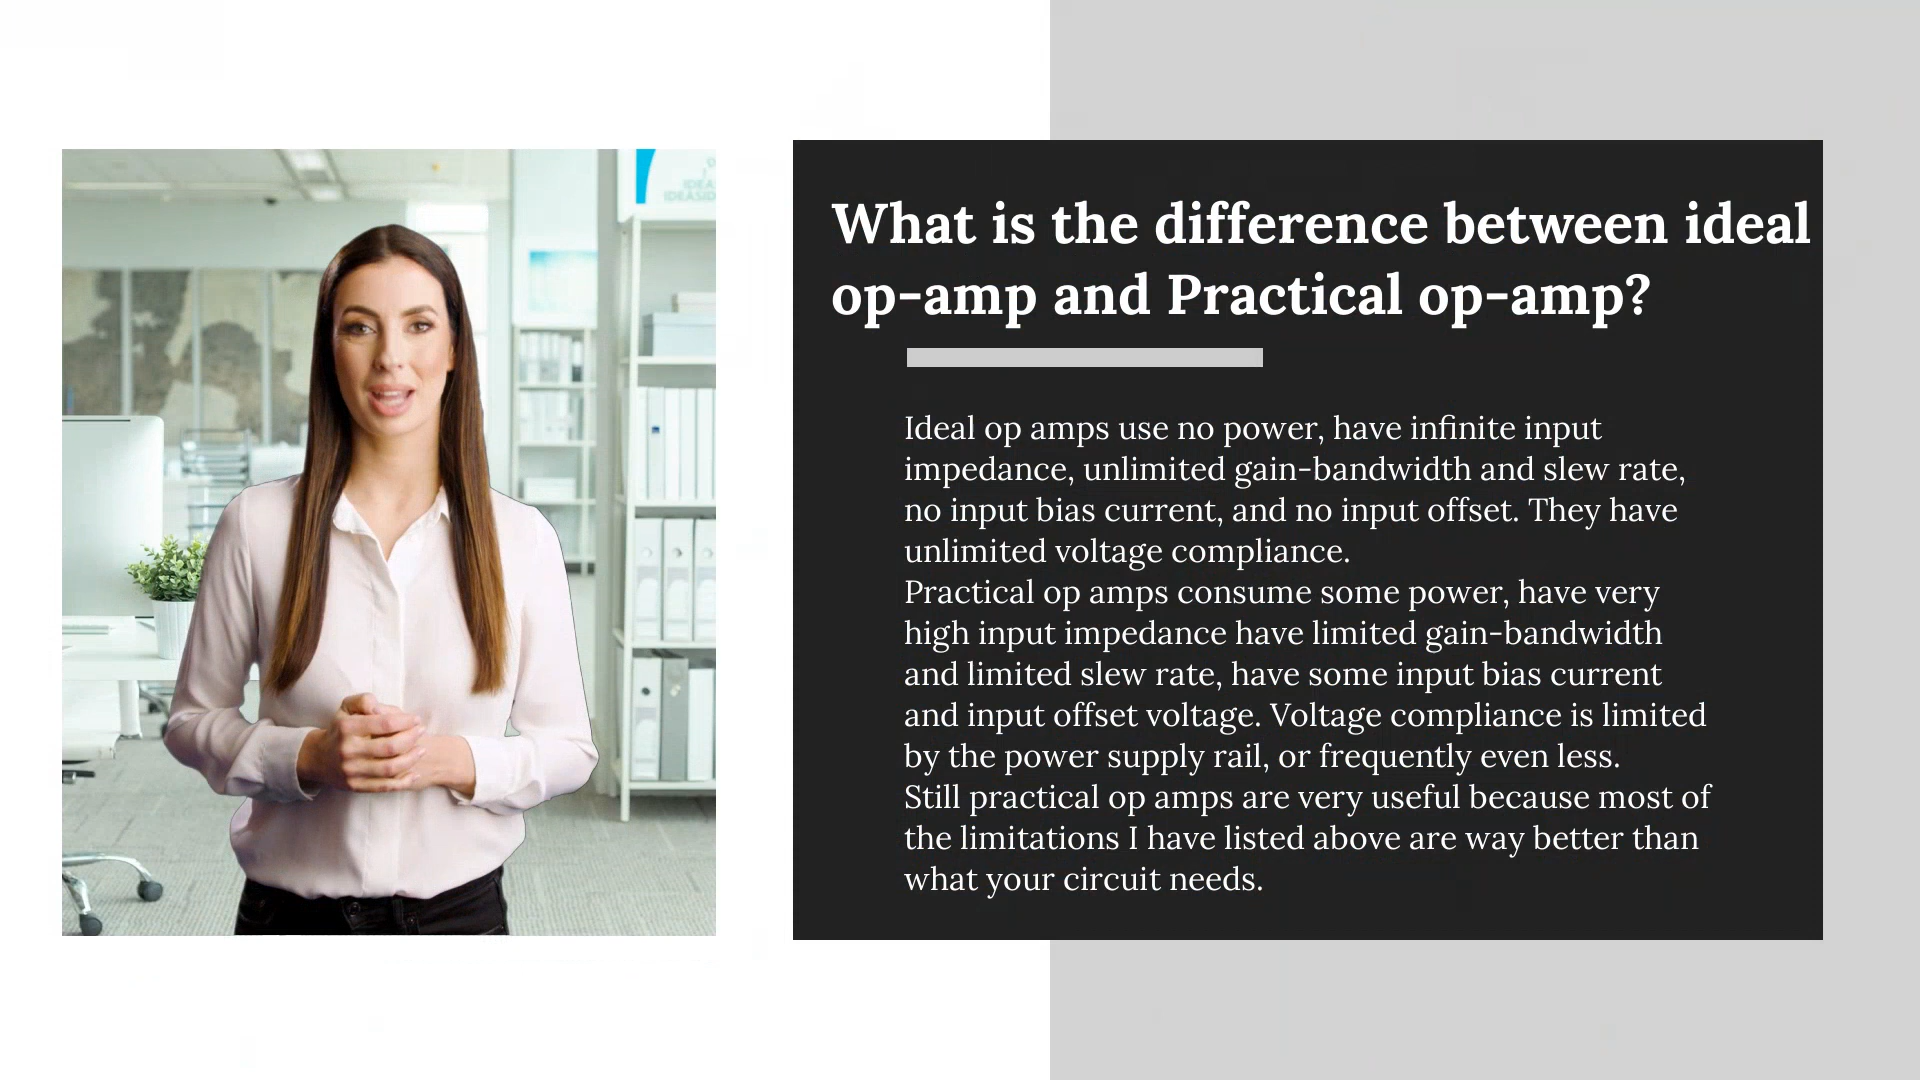 What is the difference between ideal
op-amp and Practical op-amp?
Ideal op amps use no power, have infinite input
impedance, unlimited gain-bandwidth and slew rate,
no input bias current, and no input offset. They have
unlimited voltage compliance.
Practical op amps consume some power, have very
high input impedance have limited gain-bandwidth
and limited slew rate, have some input bias current
and input offset voltage. Voltage compliance is limited
by the power supply rail, or frequently even less.
Still practical op amps are very useful because most of
the limitations I have listed above are way better than
what your circuit needs.